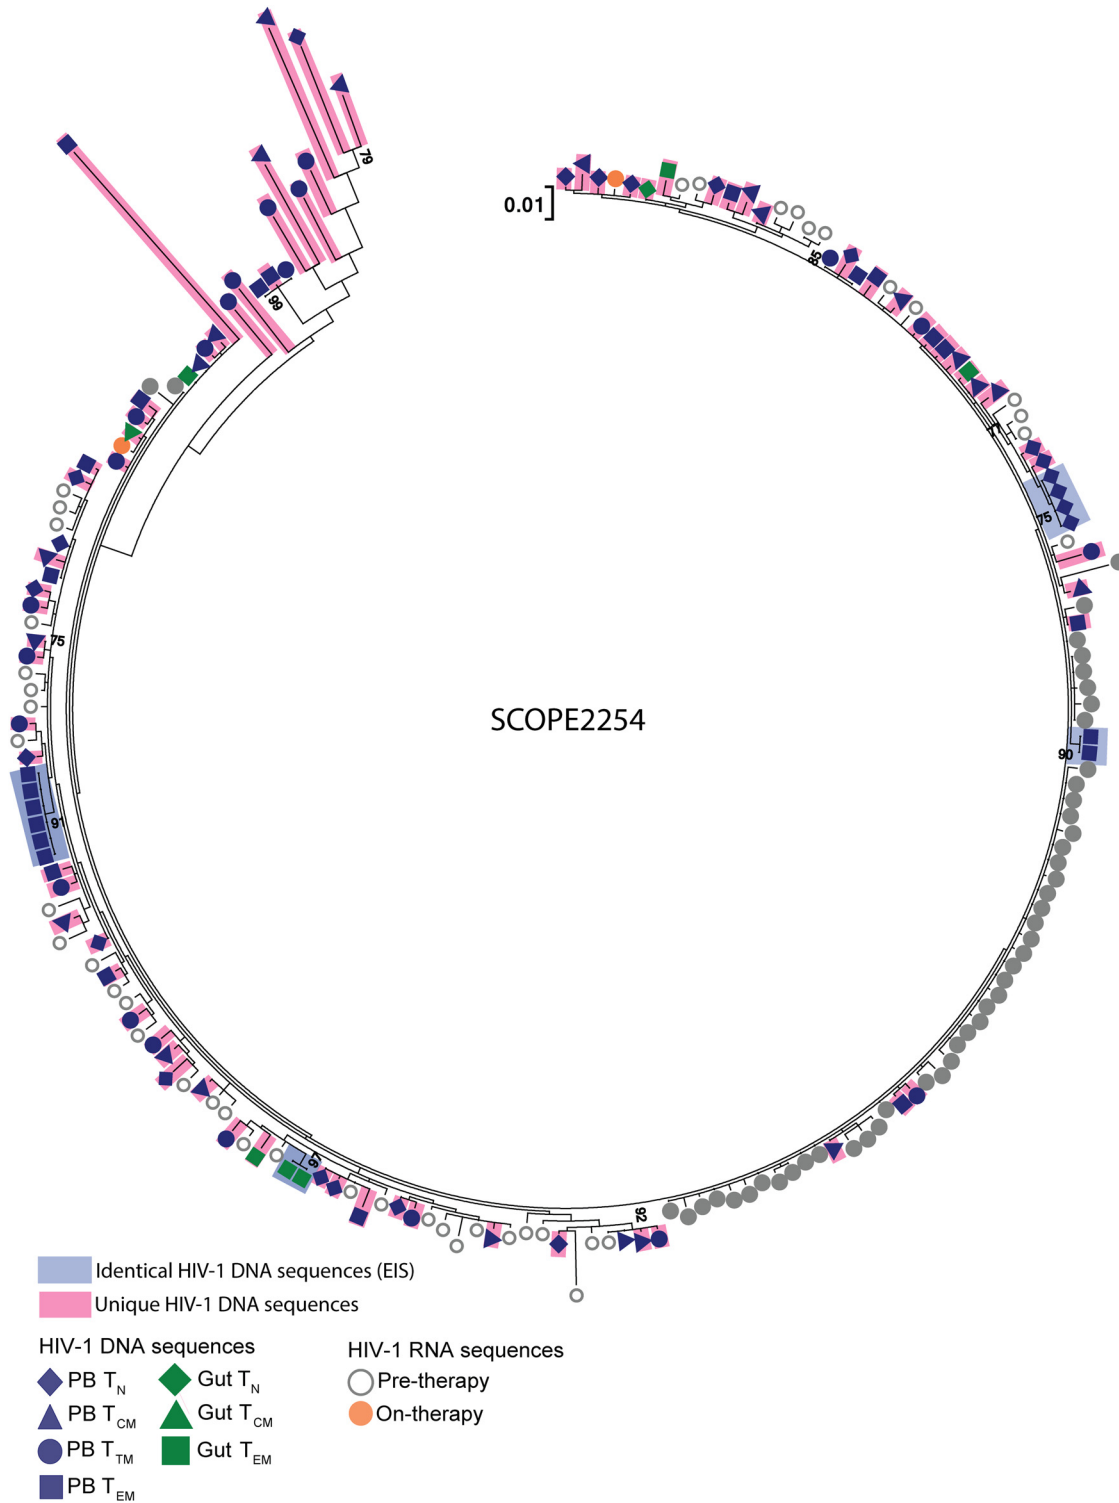 79
99
0.01
85
71
75
75
SCOPE2254
90
91
97
92
Identical HIV-1 DNA sequences (EIS)
Unique HIV-1 DNA sequences
HIV-1 DNA sequences
PB TN
Gut TN
PB TCM
Gut TCM
PB TTM
Gut TEM
PB TEM
HIV-1 RNA sequences
Pre-therapy
On-therapy